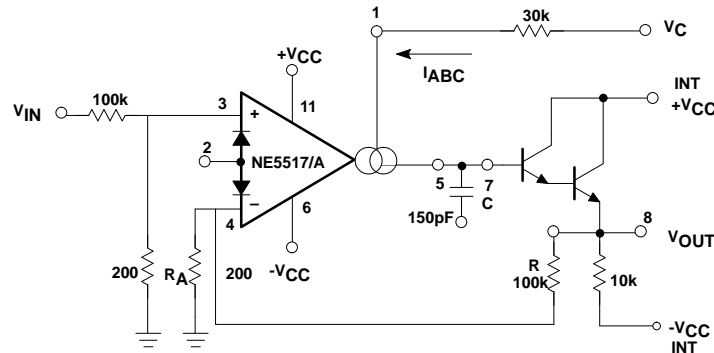 1
30k
VC
IABC
+VCC
INT
+VCC
VIN
100k
3
+
11
2
NE5517/A
5
7
C
4
−
6
150pF
8
VOUT
-VCC
200
RA
200
R
100k
10k
-VCC
INT